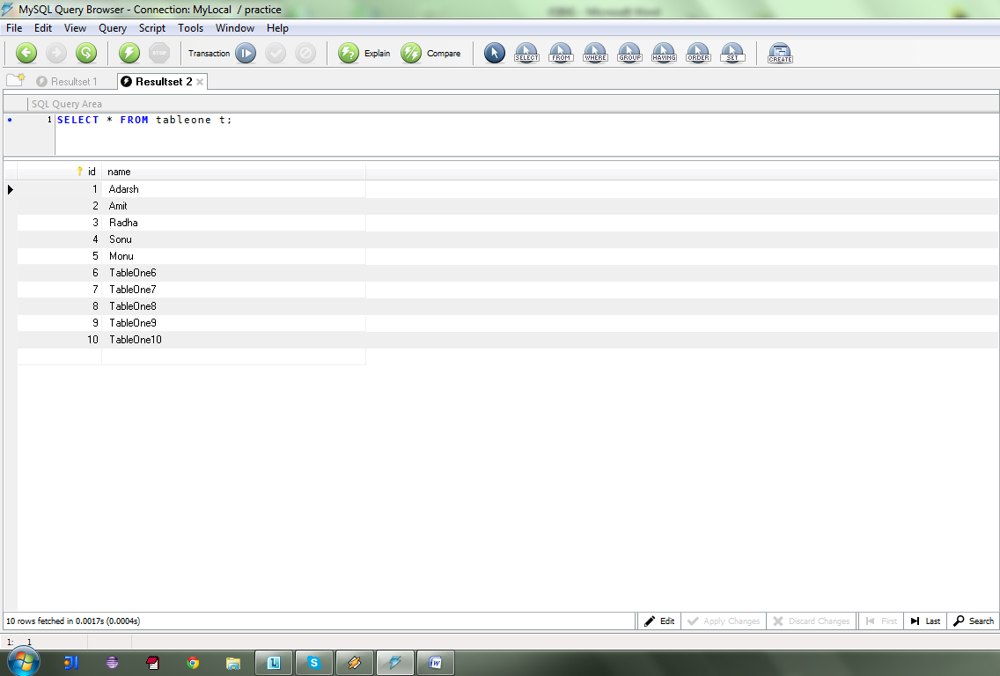 MySQL Query Browser - Connection: MyLocal / practice
File Edit View Query Script Tools Window Help
STOP Transaction Explain Compare SELECT FROM WHERE GROUP HAVING ORDER SET CREATE
Resultset 1 Resultset 2
SQL Query Area
1 SELECT * FROM tableone t;
id name
1 Adarsh
2 Amit
3 Radha
4 Sonu
5 Monu
6 TableOne6
7 TableOne7
8 TableOne8
9 TableOne9
10 TableOne10
10 rows fetched in 0.0017s (0.0004s) Edit Apply Changes Discard Changes First Last Search
1: 1